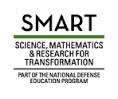 SMART
SCIENCE, MATHEMATICS
& RESEARCH FOR
TRANSFORMATION
PART OF THE NATIONAL DEFENSE
EDUCATION PROGRAM